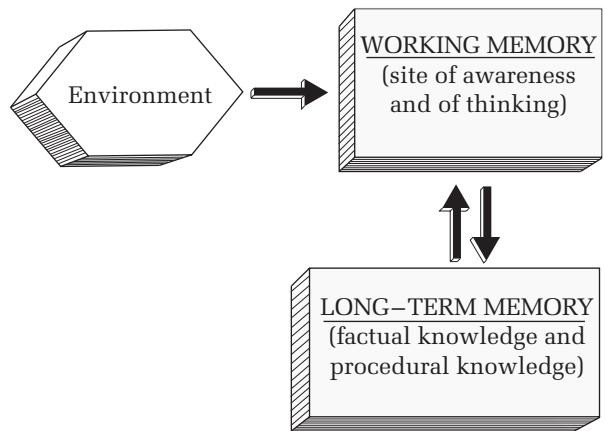 Environment
WORKING MEMORY
(site of awareness
and of thinking)
LONG–TERM MEMORY
(factual knowledge and
procedural knowledge)